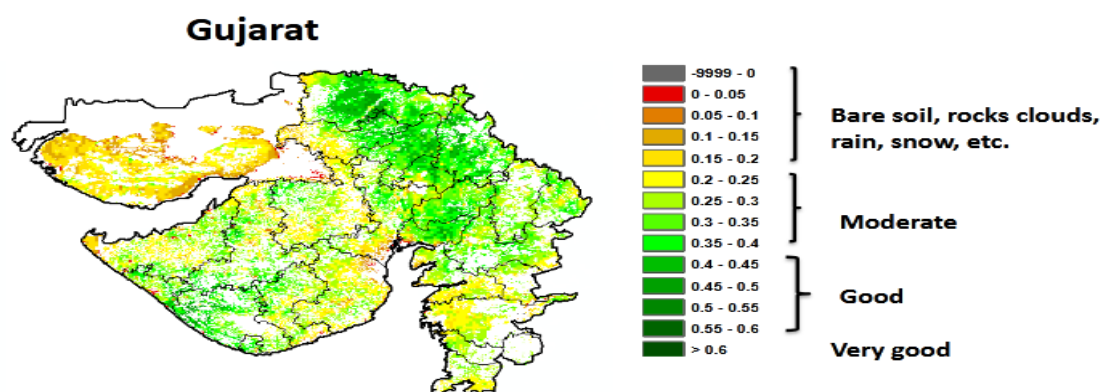 Gujarat
-9999 - 0
0 - 0.05
0.05 - 0.1
0.1 - 0.15
0.15 - 0.2
0.2 - 0.25
0.25 - 0.3
0.3 - 0.35
0.35 - 0.4
0.4 - 0.45
0.45 - 0.5
0.5 - 0.55
0.55 - 0.6
> 0.6
Bare soil, rocks clouds,
rain, snow, etc.
Moderate
Good
Very good